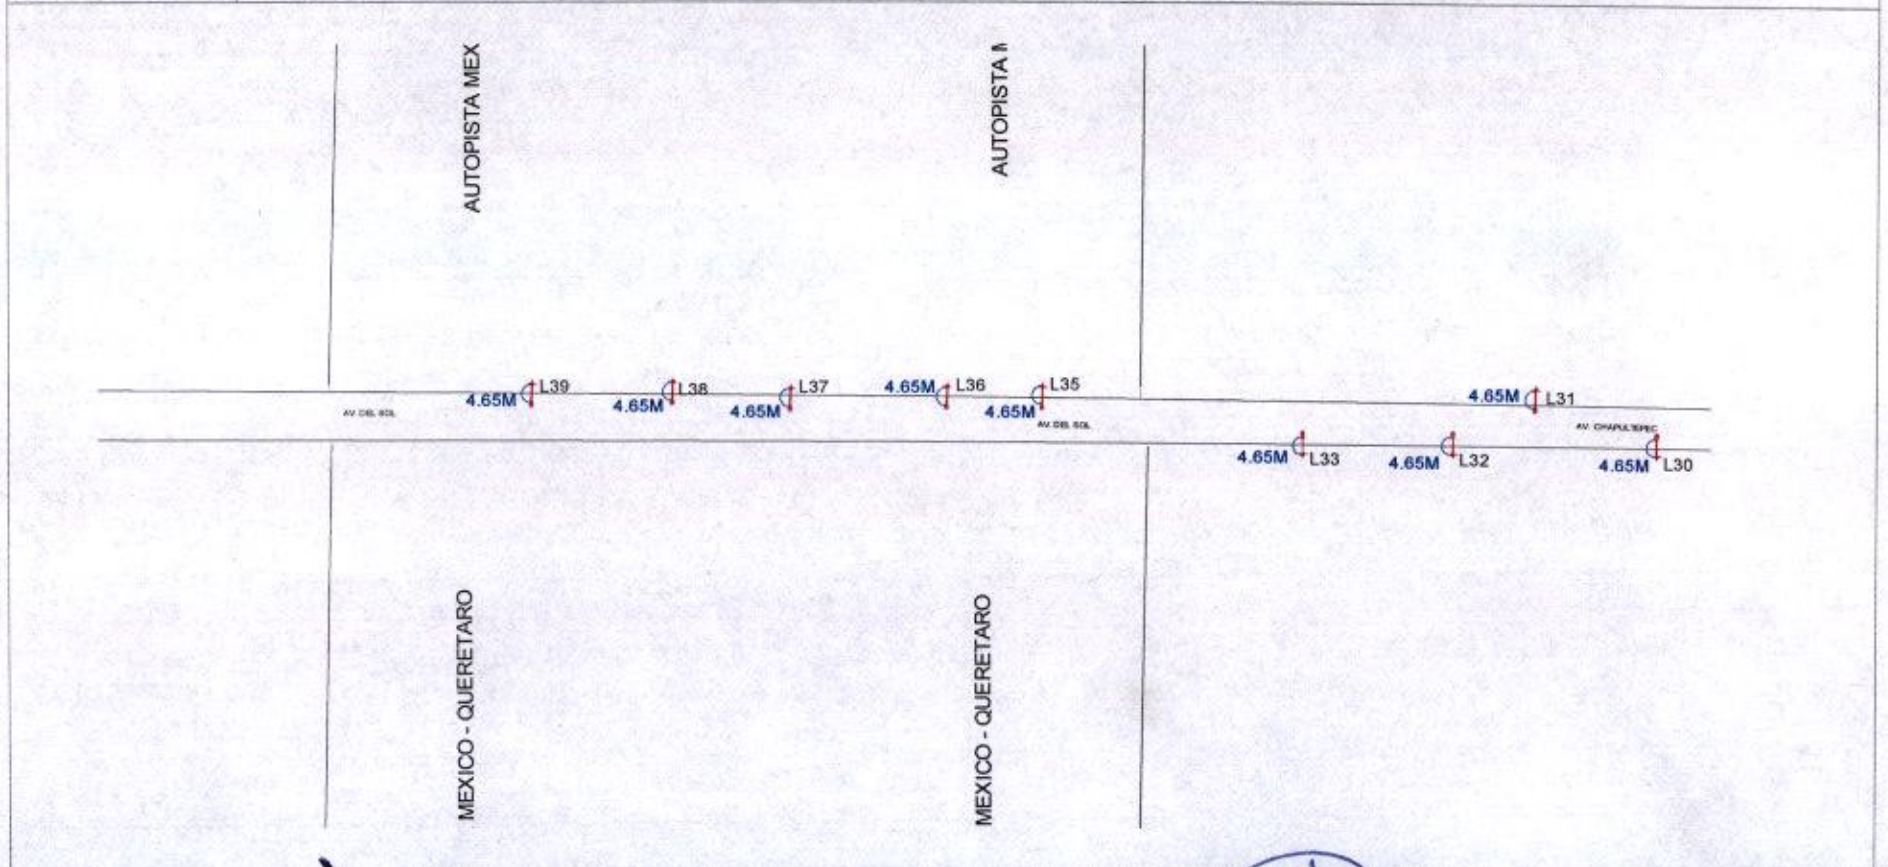 AUTOPISTA MEX
AUTOPISTA M
4.65M L39
4.65M L38
4.65M L37
4.65M L36
4.65M L35
4.65M L31
AV. DEL SOL
AV. DEL SOL
AV. CHAPULTEPEC
4.65M L33
4.65M L32
4.65M L30
MEXICO - QUERETARO
MEXICO - QUERETARO